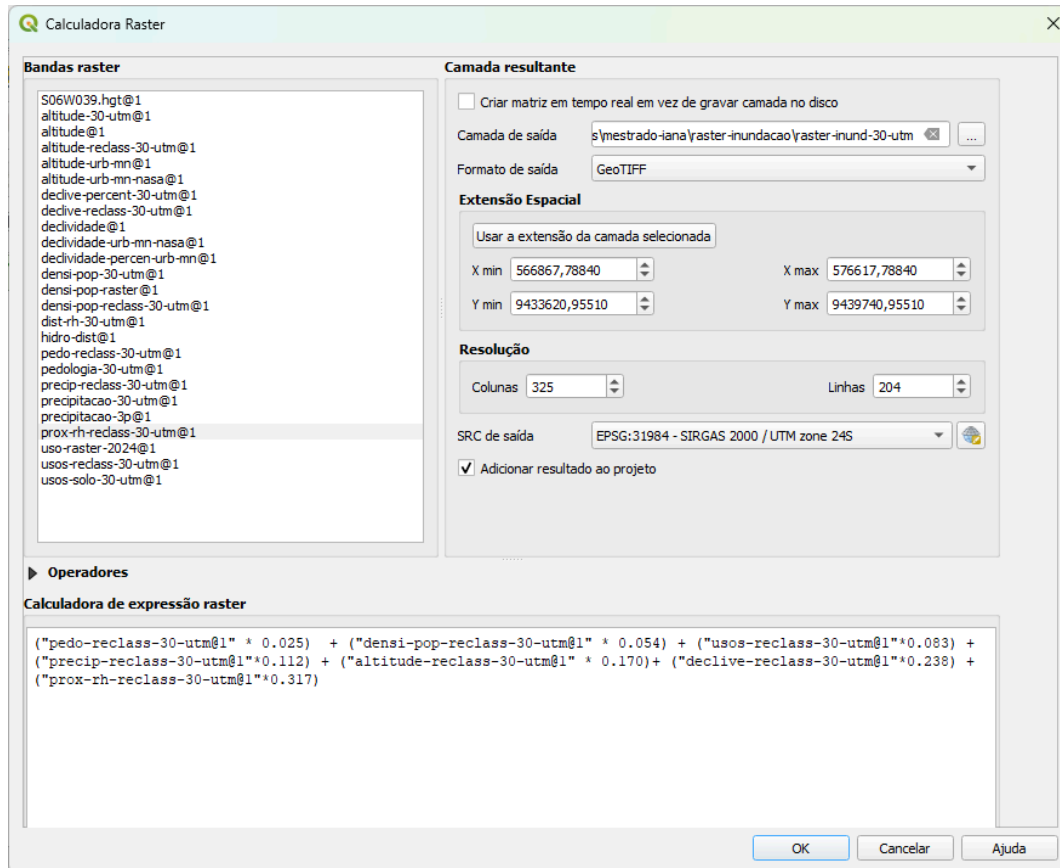 Calculadora Raster
Bandas raster
S06W039.hgt@1
altitude-30-utm@1
altitude@1
altitude-reclass-30-utm@1
altitude-urb-mn@1
altitude-urb-mn-nasa@1
declive-percent-30-utm@1
declive-reclass-30-utm@1
declividade@1
declividade-urb-mn-nasa@1
declividade-percen-urb-mn@1
densi-pop-30-utm@1
densi-pop-raster@1
densi-pop-reclass-30-utm@1
dist-rh-30-utm@1
hidro-dist@1
pedo-reclass-30-utm@1
pedologia-30-utm@1
precip-reclass-30-utm@1
precipitacao-30-utm@1
precipitacao-3p@1
prox-rh-reclass-30-utm@1
uso-raster-2024@1
usos-reclass-30-utm@1
usos-solo-30-utm@1
Camada resultante
Criar matriz em tempo real em vez de gravar camada no disco
Camada de saída s\mestrado-iana\raster-inundacao\raster-inund-30-utm ...
Formato de saída GeoTIFF
Extensão Espacial
Usar a extensão da camada selecionada
X min 566867,78840 X max 576617,78840
Y min 9433620,95510 Y max 9439740,95510
Resolução
Colunas 325 Linhas 204
SRC de saída EPSG:31984 - SIRGAS 2000 / UTM zone 24S
Adicionar resultado ao projeto
Operadores
Calculadora de expressão raster
("pedo-reclass-30-utm@1" * 0.025)  + ("densi-pop-reclass-30-utm@1" * 0.054) + ("usos-reclass-30-utm@1"*0.083) +
("precip-reclass-30-utm@1"*0.112) + ("altitude-reclass-30-utm@1" * 0.170)+ ("declive-reclass-30-utm@1"*0.238) +
("prox-rh-reclass-30-utm@1"*0.317)
OK Cancelar Ajuda